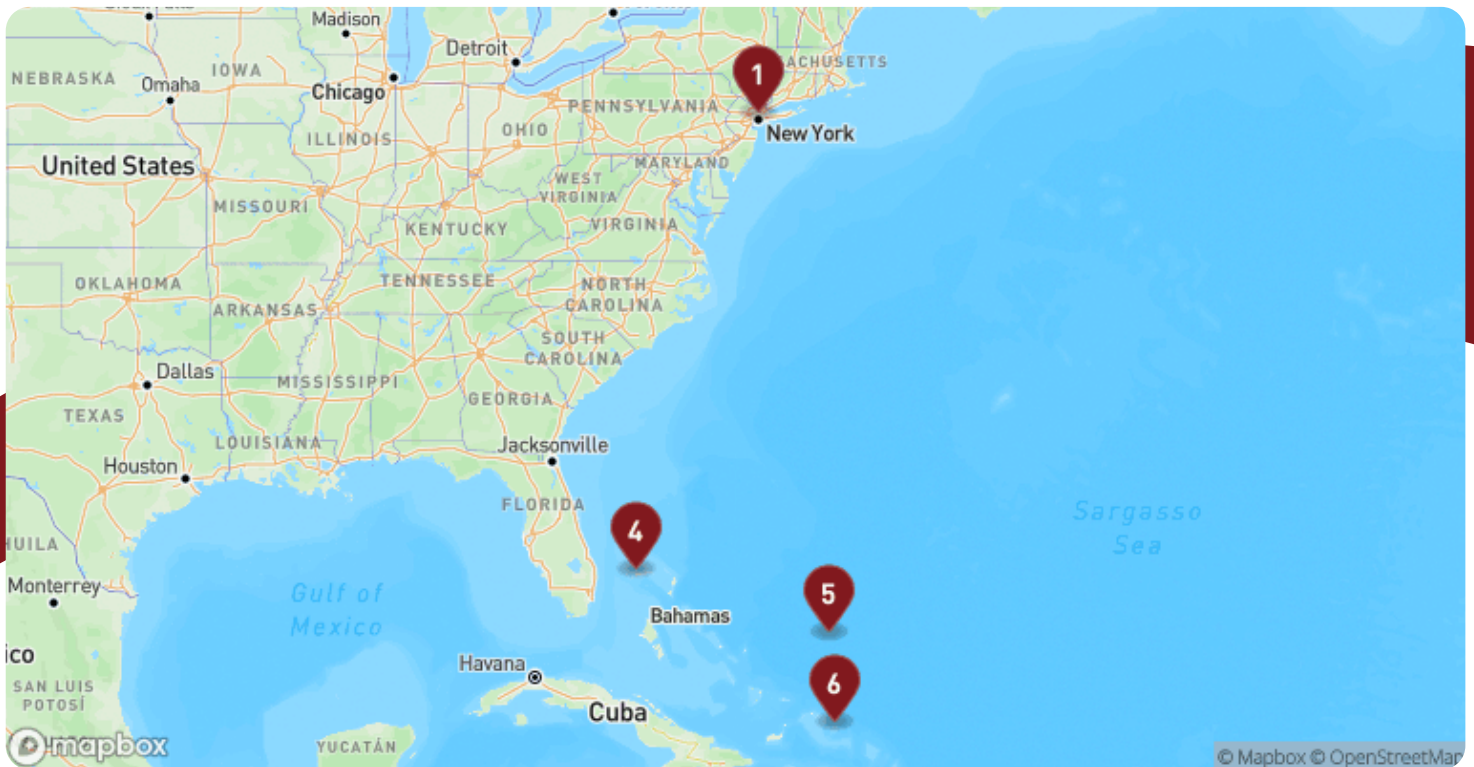 Madison
Detroit
ACHUSETTS
NEBRASKA
IOWA
Omaha
Chicago
1
PENNSYLVANIA
New York
OHIO
ILLINOIS
United States
MARYLAND
WEST
VIRGINIA
MISSOURI
KENTUCKY
VIRGINIA
OKLAHOMA
TENNESSEE
NORTH
CAROLINA
ARKANSAS
SOUTH
CAROLINA
Dallas
MISSISSIPPI
GEORGIA
TEXAS
LOUISIANA
Jacksonville
Houston
FLORIDA
Sargasso
Sea
4
HUILA
Monterrey
Gulf of
Mexico
5
Bahamas
ico
Havana
6
SAN LUIS
POTOSÍ
Cuba
YUCATÁN
mapbox
© Mapbox © OpenStreetMap